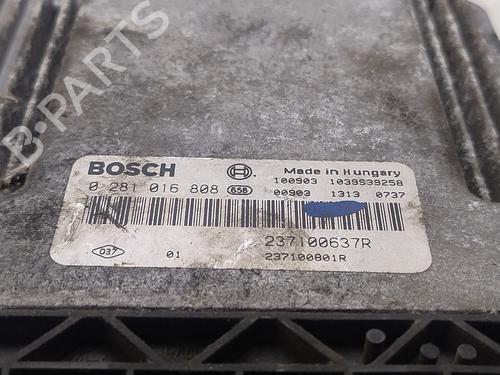 B-PARTS
BOSCH
Made in Hungary
0 281 016 808 658
100903 1039S39258
00903 1313 0737
237100637R
037 01 237100801R